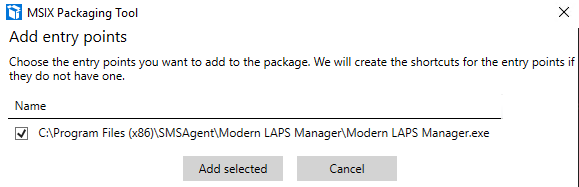 MSIX Packaging Tool
Add entry points
Choose the entry points you want to add to the package. We will create the shortcuts for the entry points if
they do not have one.
Name
C:\Program Files (x86)\SMSAgent\Modern LAPS Manager\Modern LAPS Manager.exe
Add selected
Cancel